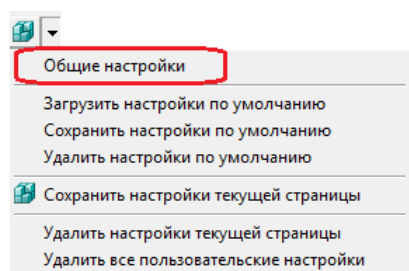 Общие настройки
Загрузить настройки по умолчанию
Сохранить настройки по умолчанию
Удалить настройки по умолчанию
Сохранить настройки текущей страницы
Удалить настройки текущей страницы
Удалить все пользовательские настройки